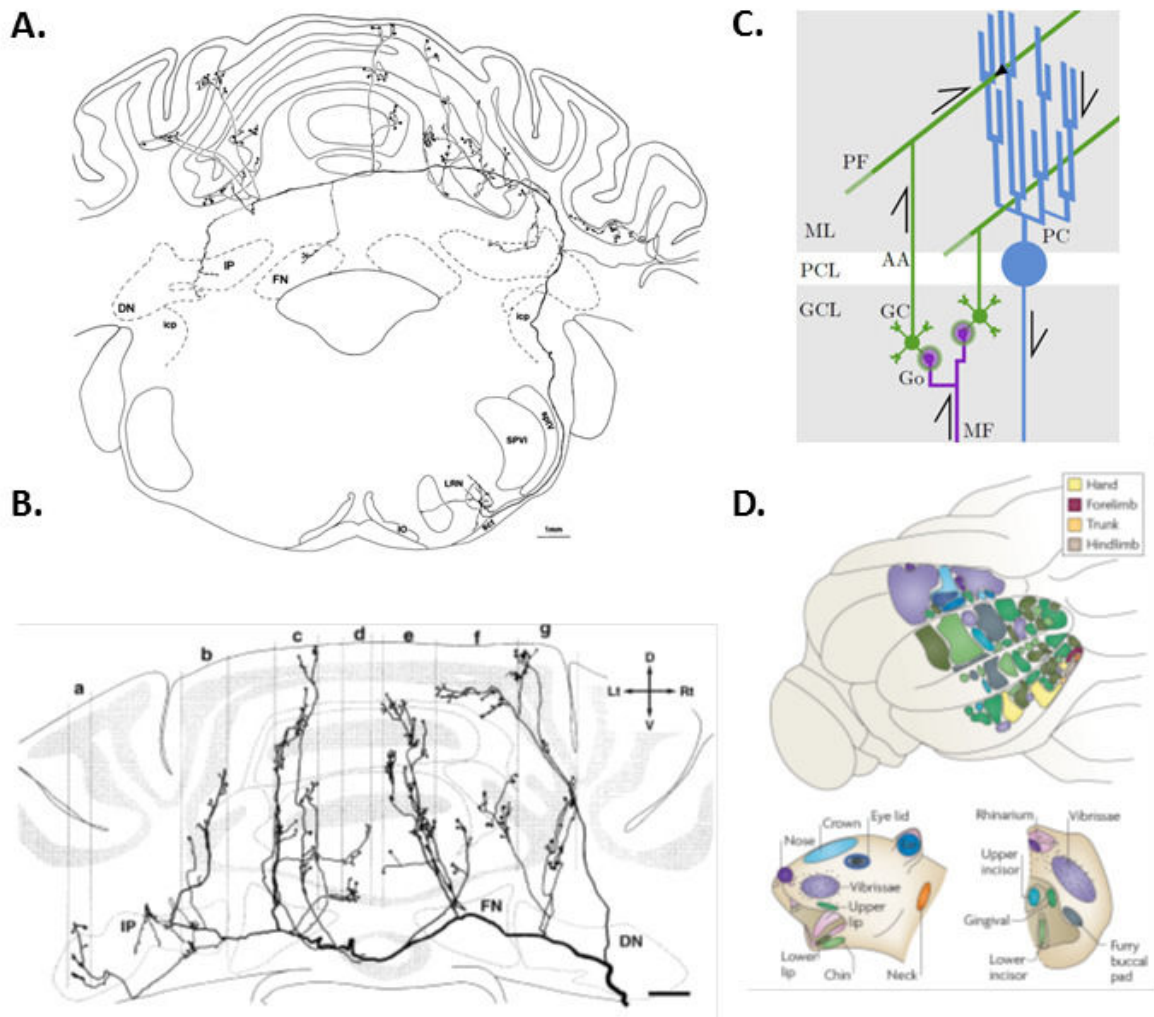 A.
IP
FN
DN
icp
icp
SPVI
sptV
LRN
sct
IO
1mm
B.
a
b
c
d
e
f
g
D
Lt
Rt
V
IP
FN
DN
C.
PF
ML
PC
PCL
AA
GCL
GC
Go
MF
D.
Hand
Forelimb
Trunk
Hindlimb
Nose
Crown
Eye lid
Vibrissae
Upper
lip
Lower
lip
Chin
Neck
Rhinarium
Vibrissae
Upper
incisor
Gingival
Lower
incisor
Furry
buccal
pad